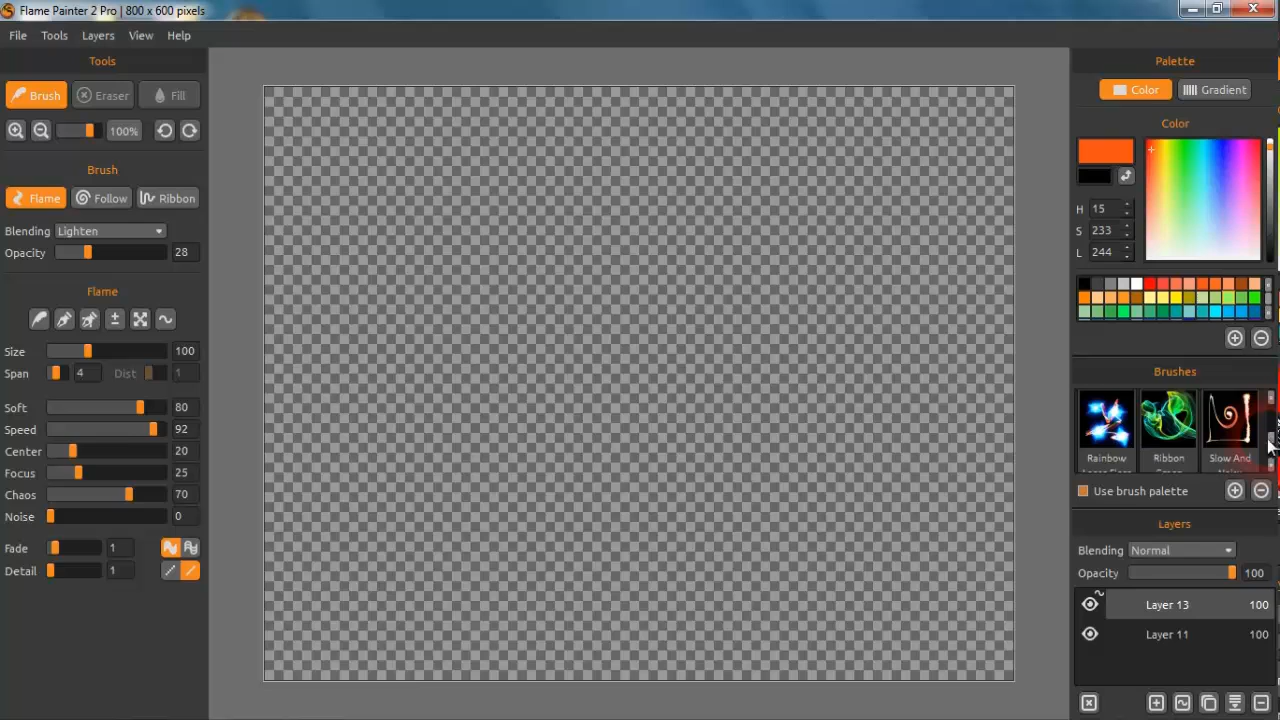 Flame Painter 2 Pro | 800 x 600 pixels
File Tools Layers View Help
Tools
Brush Eraser Fill
100%
Brush
Flame Follow Ribbon
Blending Lighten
Opacity 28
Flame
Size 100
Span 4 Dist 1
Soft 80
Speed 92
Center 20
Focus 25
Chaos 70
Noise 0
Fade 1
Detail 1
Palette
Color Gradient
Color
H 15
S 233
L 244
Brushes
Rainbow Ribbon Slow And
Use brush palette
Layers
Blending Normal
Opacity 100
Layer 13 100
Layer 11 100